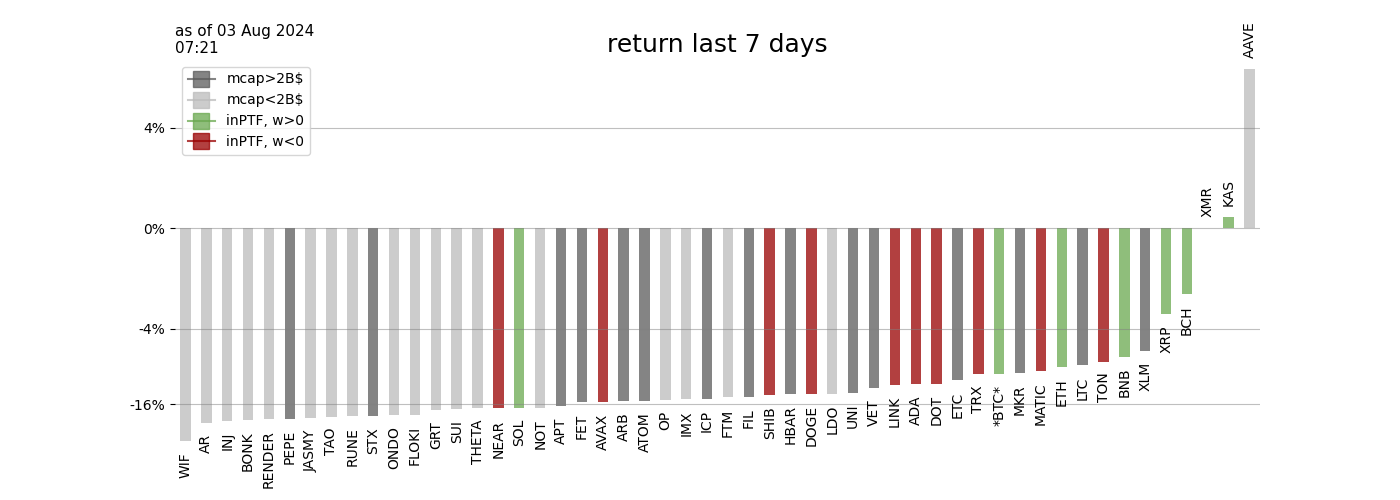 as of 03 Aug 2024
07:21
return last 7 days
mcap>2B$
mcap<2B$
inPTF, w>0
inPTF, w<0
4%
0%
-4%
-16%
WIF
AR
INJ
BONK
RENDER
PEPE
JASMY
TAO
RUNE
STX
ONDO
FLOKI
GRT
SUI
THETA
NEAR
SOL
NOT
APT
FET
AVAX
ARB
ATOM
OP
IMX
ICP
FTM
FIL
SHIB
HBAR
DOGE
LDO
UNI
VET
LINK
ADA
DOT
ETC
TRX
*BTC*
MKR
MATIC
ETH
LTC
TON
BNB
XLM
XRP
BCH
XMR
KAS
AAVE